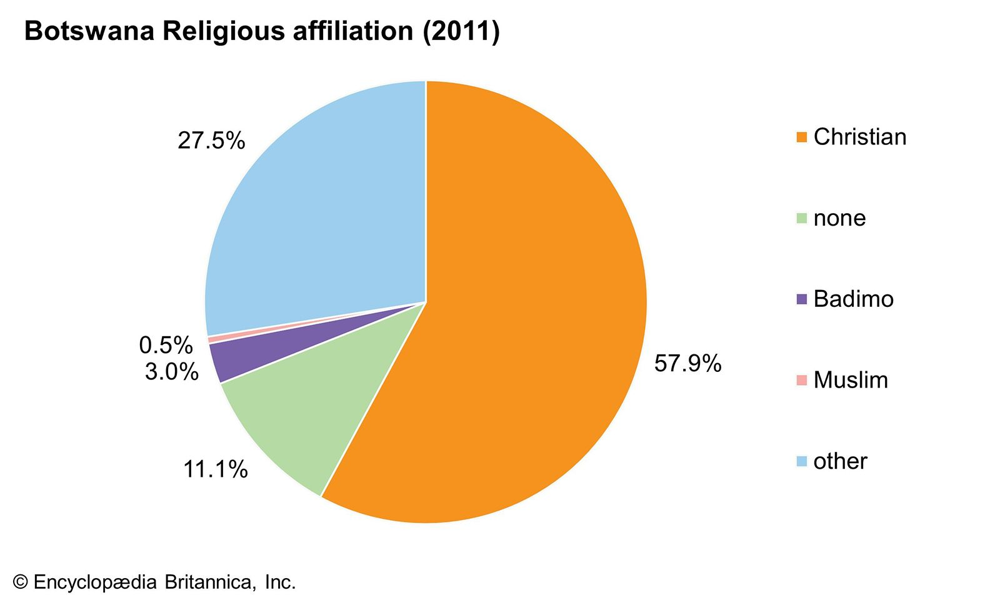 Botswana Religious affiliation (2011)
27.5%
0.5%
3.0%
11.1%
57.9%
Christian
none
Badimo
Muslim
other
© Encyclopædia Britannica, Inc.